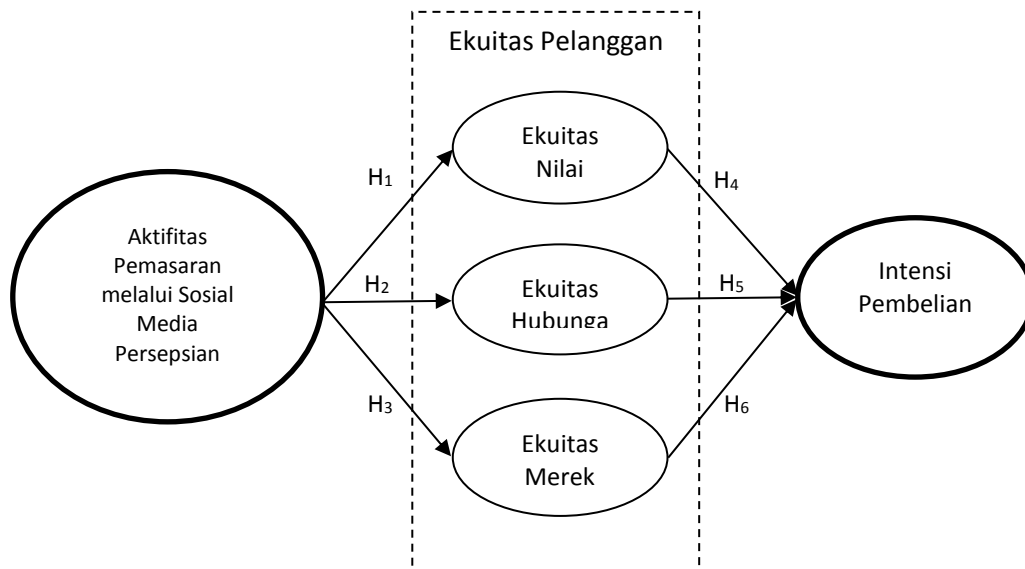 Ekuitas Pelanggan
Ekuitas
Nilai
H1
H4
Aktifitas
Pemasaran
melalui Sosial
Media
Persepsian
H2
Ekuitas
Hubunga
H5
Intensi
Pembelian
H3
H6
Ekuitas
Merek